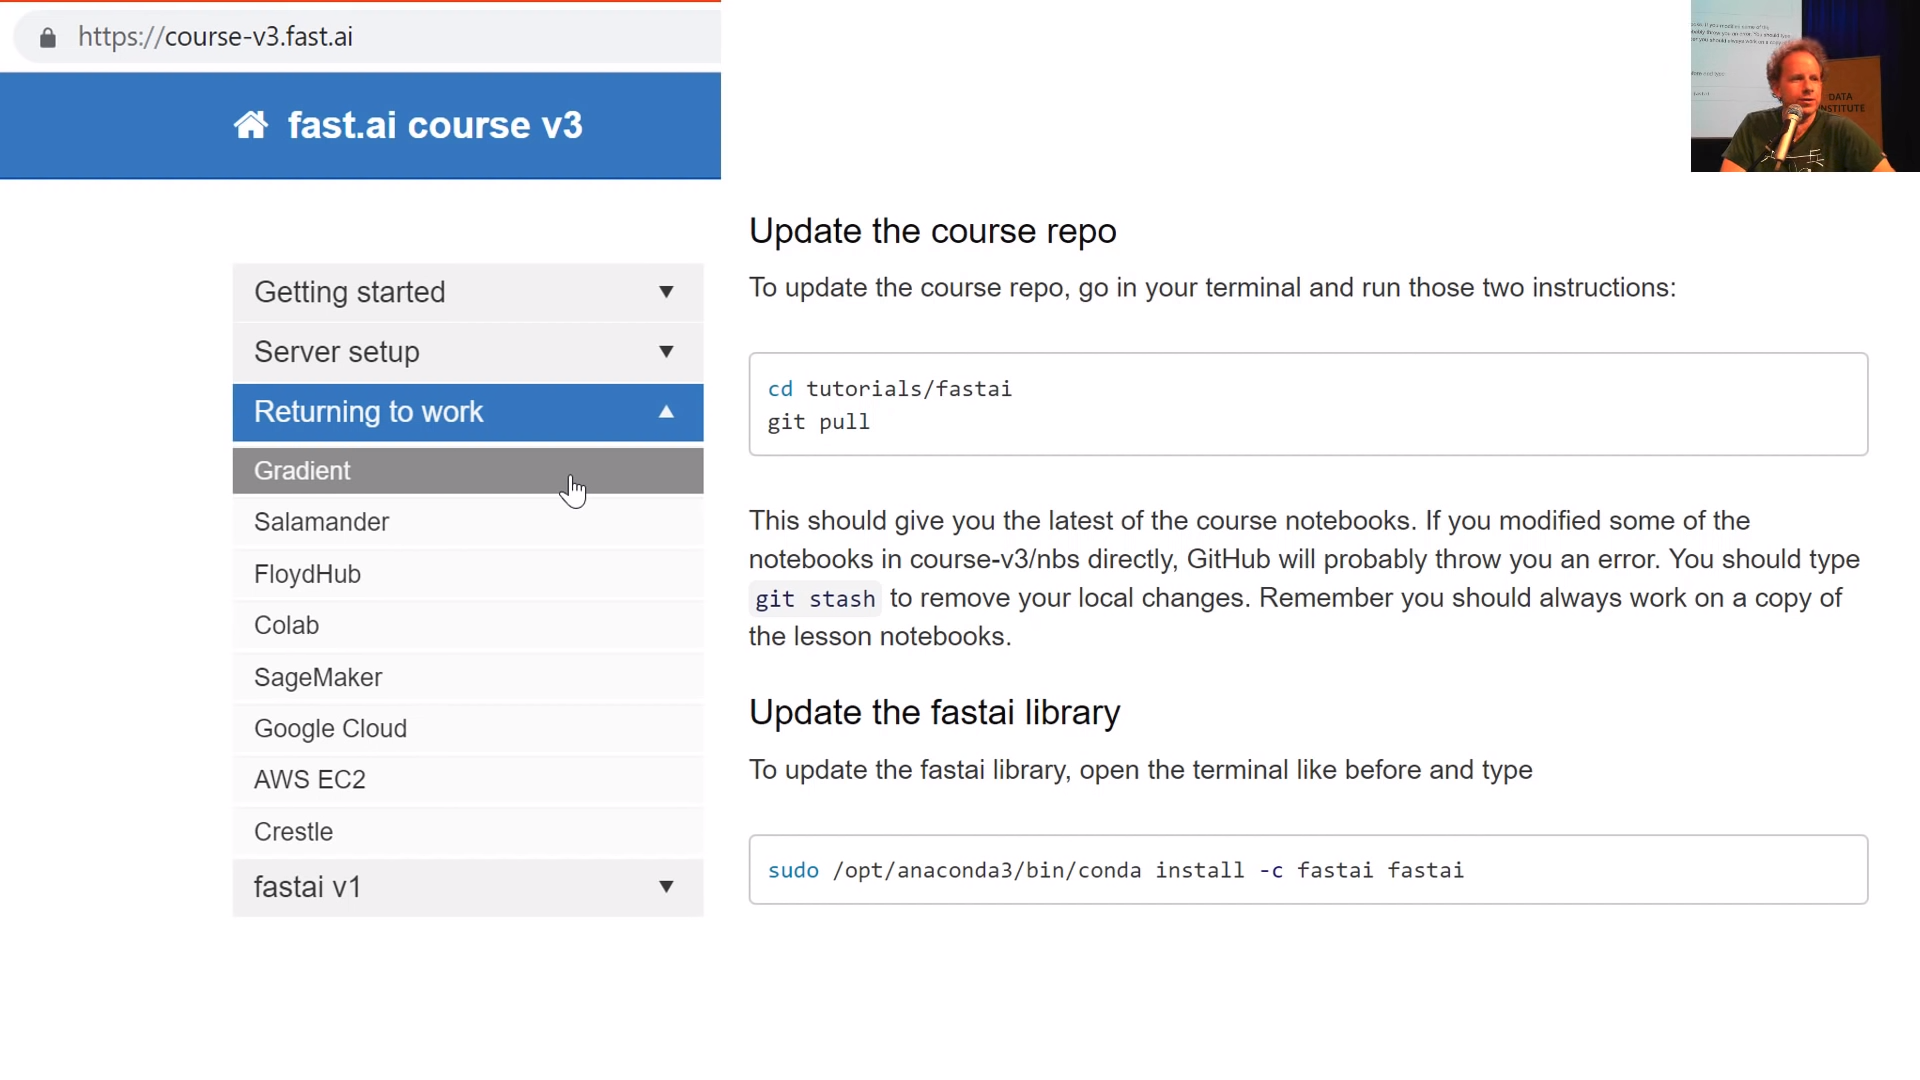 https://course-v3.fast.ai
fast.ai course v3
Getting started
Server setup
Returning to work
Gradient
Salamander
FloydHub
Colab
SageMaker
Google Cloud
AWS EC2
Crestle
fastai v1
Update the course repo
To update the course repo, go in your terminal and run those two instructions:
cd tutorials/fastai
git pull
This should give you the latest of the course notebooks. If you modified some of the
notebooks in course-v3/nbs directly, GitHub will probably throw you an error. You should type
git stash to remove your local changes. Remember you should always work on a copy of
the lesson notebooks.
Update the fastai library
To update the fastai library, open the terminal like before and type
sudo /opt/anaconda3/bin/conda install -c fastai fastai
DATA
INSTITUTE